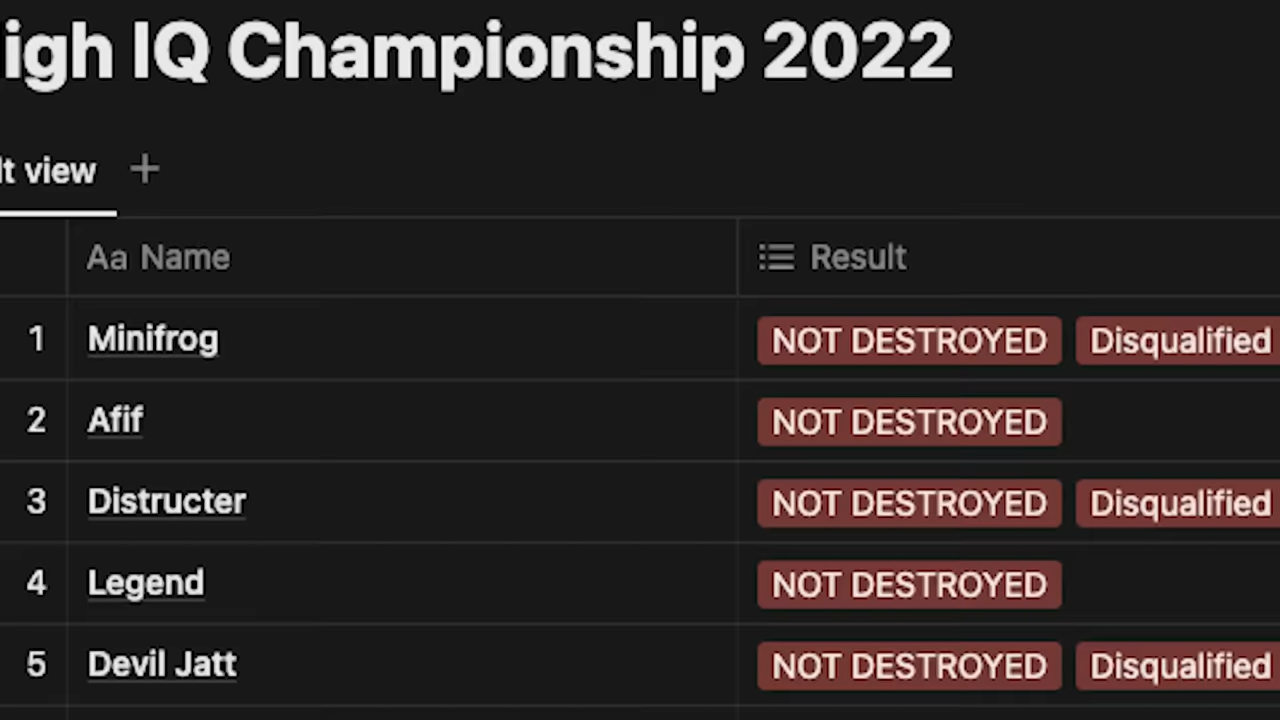 igh IQ Championship 2022
lt view +
Aa Name Result
1 Minifrog NOT DESTROYED Disqualified
2 Afif NOT DESTROYED
3 Distructer NOT DESTROYED Disqualified
4 Legend NOT DESTROYED
5 Devil Jatt NOT DESTROYED Disqualified